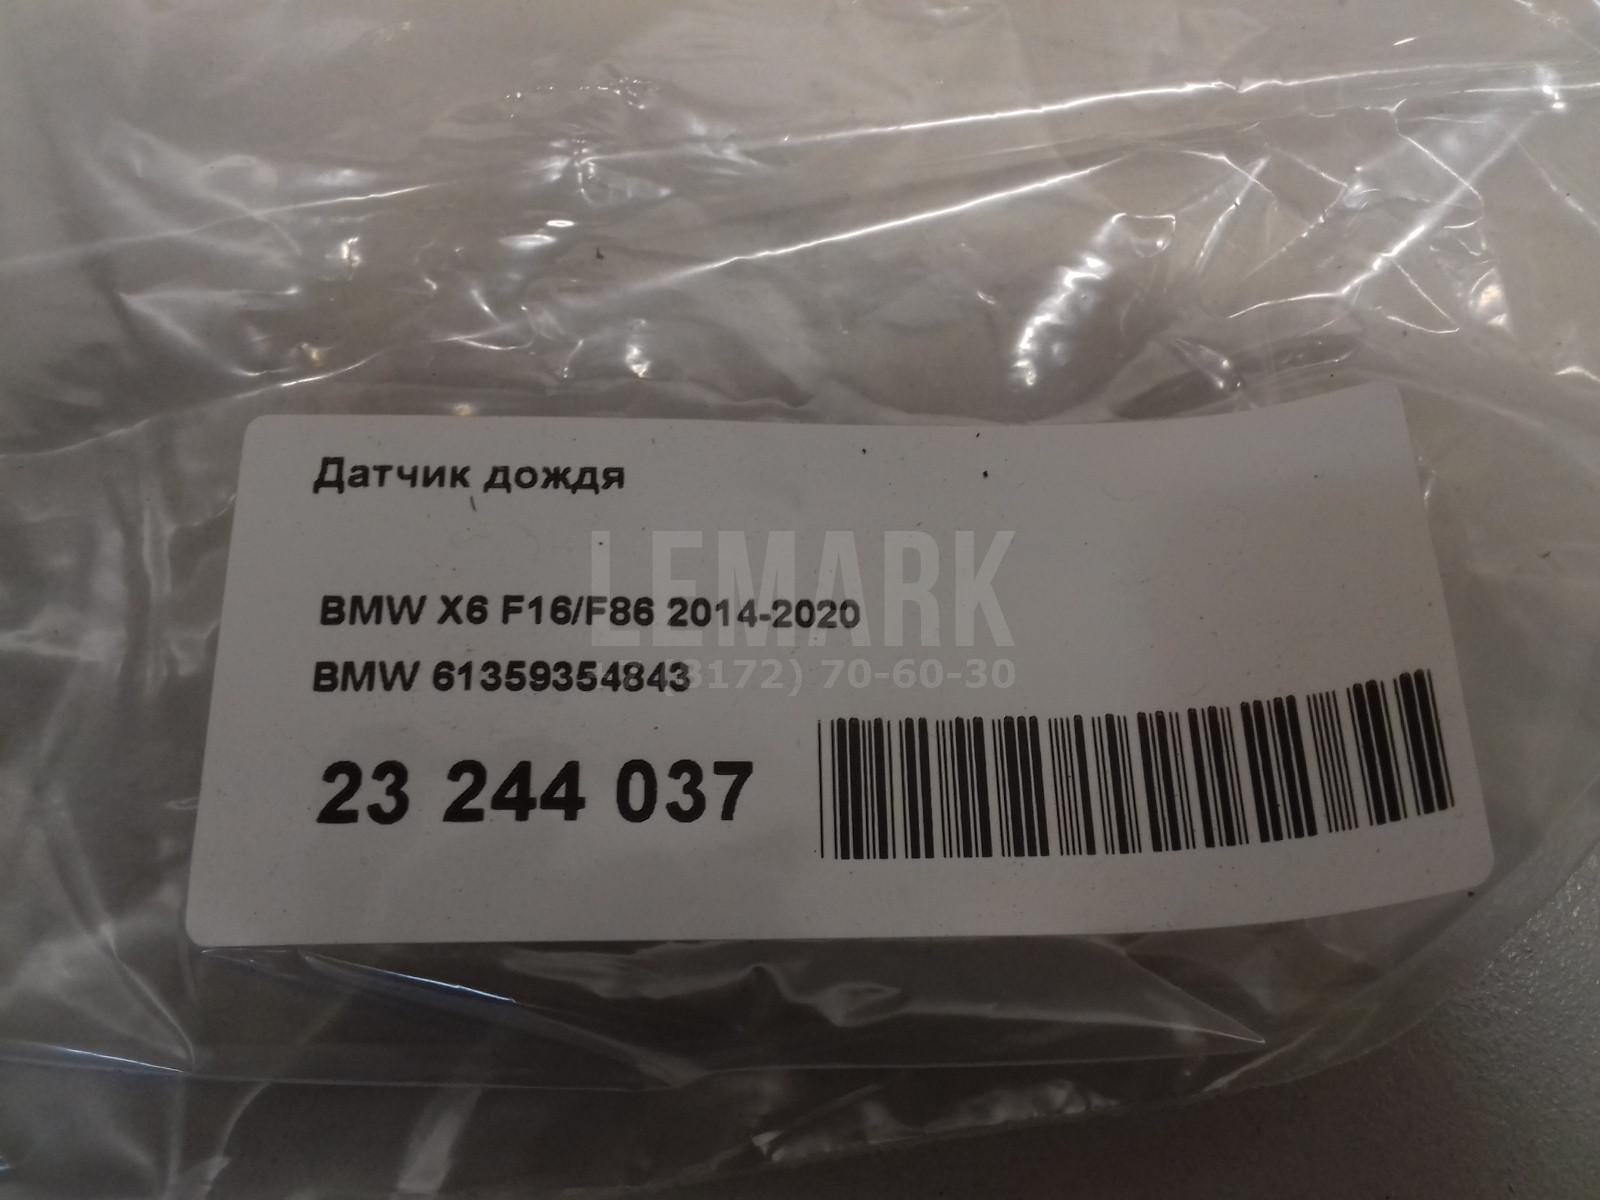 Датчик дождя
LEMARK
BMW X6 F16/F86 2014-2020
BMW 61359354843
(8172) 70-60-30
23 244 037